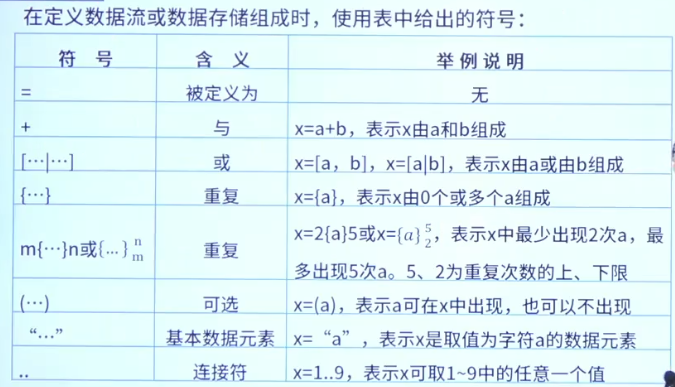 在定义数据流或数据存储组成时，使用表中给出的符号：
符 号 含 义 举例说明
= 被定义为 无
+ 与 x=a+b，表示x由a和b组成
[…|…] 或 x=[a，b]，x=[a|b]，表示x由a或由b组成
{…} 重复 x={a}，表示x由0个或多个a组成
m{…}n或{...}ⁿₘ 重复 x=2{a}5或x={a}⁵₂，表示x中最少出现2次a，最
多出现5次a。5、2为重复次数的上、下限
(…) 可选 x=(a)，表示a可在x中出现，也可以不出现
“…” 基本数据元素 x=“a”，表示x是取值为字符a的数据元素
.. 连接符 x=1..9，表示x可取1~9中的任意一个值